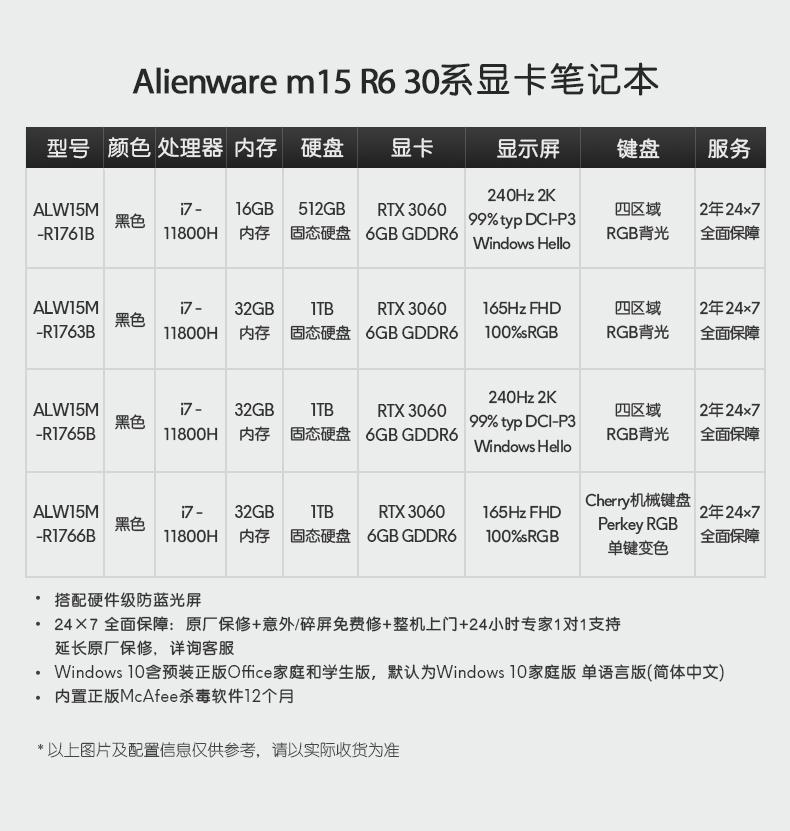 Alienware m15 R6 30系显卡笔记本
型号 颜色 处理器 内存 硬盘 显卡 显示屏 键盘 服务
ALW15M
-R1761B
黑色
i7 -
11800H
16GB
内存
512GB
固态硬盘
RTX 3060
6GB GDDR6
240Hz 2K
99% typ DCI-P3
Windows Hello
四区域
RGB背光
2年24×7
全面保障
ALW15M
-R1763B
黑色
i7 -
11800H
32GB
内存
1TB
固态硬盘
RTX 3060
6GB GDDR6
165Hz FHD
100%sRGB
四区域
RGB背光
2年24×7
全面保障
ALW15M
-R1765B
黑色
i7 -
11800H
32GB
内存
1TB
固态硬盘
RTX 3060
6GB GDDR6
240Hz 2K
99% typ DCI-P3
Windows Hello
四区域
RGB背光
2年24×7
全面保障
ALW15M
-R1766B
黑色
i7 -
11800H
32GB
内存
1TB
固态硬盘
RTX 3060
6GB GDDR6
165Hz FHD
100%sRGB
Cherry机械键盘
Perkey RGB
单键变色
2年24×7
全面保障
• 搭配硬件级防蓝光屏
• 24×7 全面保障：原厂保修+意外/碎屏免费修+整机上门+24小时专家1对1支持
延长原厂保修，详询客服
• Windows 10含预装正版Office家庭和学生版，默认为Windows 10家庭版 单语言版(简体中文)
• 内置正版McAfee杀毒软件12个月
* 以上图片及配置信息仅供参考，请以实际收货为准